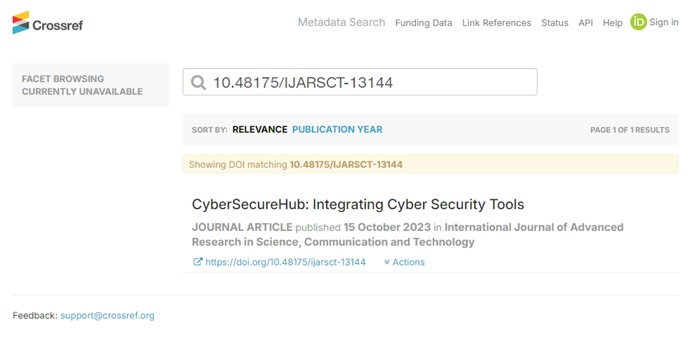 Crossref
Metadata Search Funding Data Link References Status API Help iD Sign in
FACET BROWSING
CURRENTLY UNAVAILABLE
10.48175/IJARSCT-13144
SORT BY: RELEVANCE PUBLICATION YEAR PAGE 1 OF 1 RESULTS
Showing DOI matching 10.48175/IJARSCT-13144
CyberSecureHub: Integrating Cyber Security Tools
JOURNAL ARTICLE published 15 October 2023 in International Journal of Advanced
Research in Science, Communication and Technology
https://doi.org/10.48175/ijarsct-13144 Actions
Feedback: support@crossref.org